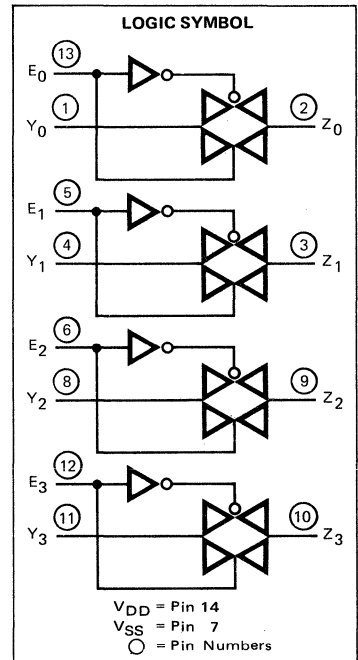 LOGIC SYMBOL
13
E0
1
2
Y0
Z0
5
E1
4
3
Y1
Z1
6
E2
8
9
Y2
Z2
12
E3
11
10
Y3
Z3
VDD = Pin 14
VSS = Pin 7
= Pin Numbers